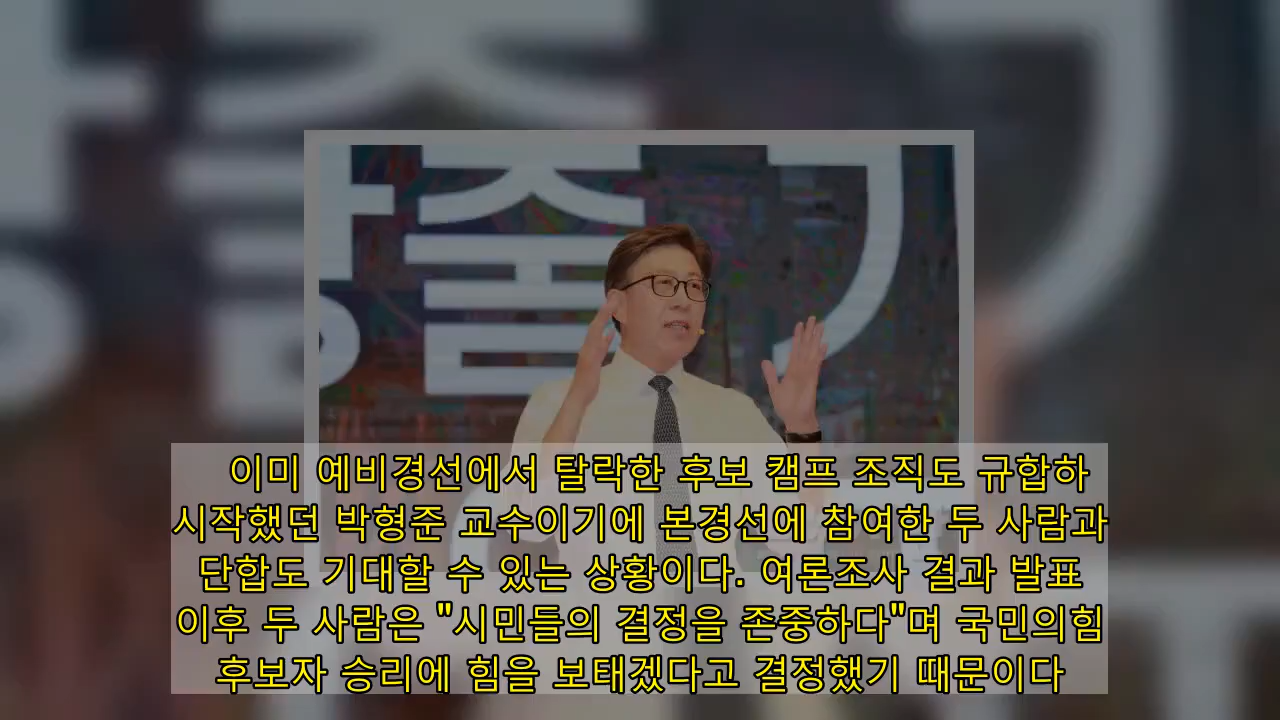 줄기
이미 예비경선에서 탈락한 후보 캠프 조직도 규합하
시작했던 박형준 교수이기에 본경선에 참여한 두 사람과
단합도 기대할 수 있는 상황이다. 여론조사 결과 발표
이후 두 사람은 "시민들의 결정을 존중하다"며 국민의힘
후보자 승리에 힘을 보태겠다고 결정했기 때문이다